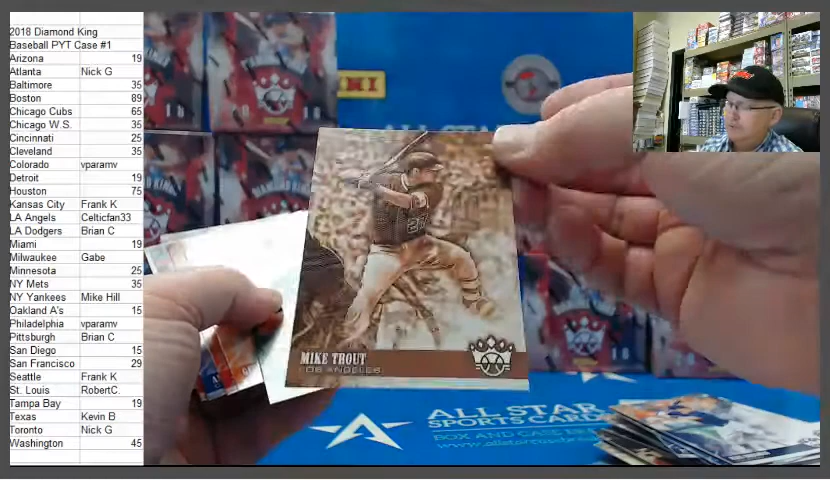 2018 Diamond King
Baseball PYT Case #1
Arizona 19
Atlanta Nick G
Baltimore 35
Boston 89
Chicago Cubs 65
Chicago W.S. 35
Cincinnati 25
Cleveland 35
Colorado vparamv
Detroit 19
Houston 75
Kansas City Frank K
LA Angels Celticfan33
LA Dodgers Brian C
Miami 19
Milwaukee Gabe
Minnesota 25
NY Mets 35
NY Yankees Mike Hill
Oakland A's 15
Philadelphia vparamv
Pittsburgh Brian C
San Diego 15
San Francisco 29
Seattle Frank K
St. Louis RobertC.
Tampa Bay 19
Texas Kevin B
Toronto Nick G
Washington 45
MIKE TROUT
LOS ANGELES
ALL STAR
SPORTS CARDS
BOX AND